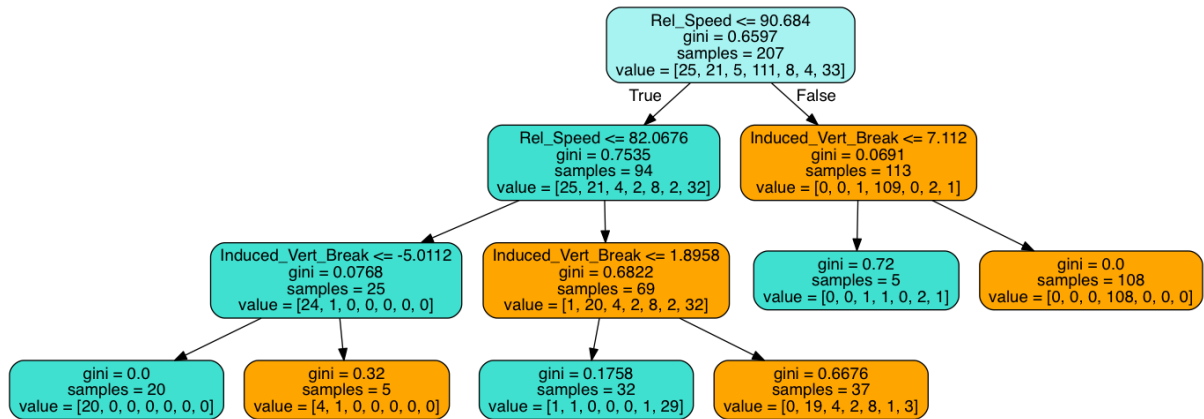 Rel_Speed <= 90.684
gini = 0.6597
samples = 207
value = [25, 21, 5, 111, 8, 4, 33]
True
False
Rel_Speed <= 82.0676
gini = 0.7535
samples = 94
value = [25, 21, 4, 2, 8, 2, 32]
Induced_Vert_Break <= 7.112
gini = 0.0691
samples = 113
value = [0, 0, 1, 109, 0, 2, 1]
Induced_Vert_Break <= -5.0112
gini = 0.0768
samples = 25
value = [24, 1, 0, 0, 0, 0, 0]
Induced_Vert_Break <= 1.8958
gini = 0.6822
samples = 69
value = [1, 20, 4, 2, 8, 2, 32]
gini = 0.72
samples = 5
value = [0, 0, 1, 1, 0, 2, 1]
gini = 0.0
samples = 108
value = [0, 0, 0, 108, 0, 0, 0]
gini = 0.0
samples = 20
value = [20, 0, 0, 0, 0, 0, 0]
gini = 0.32
samples = 5
value = [4, 1, 0, 0, 0, 0, 0]
gini = 0.1758
samples = 32
value = [1, 1, 0, 0, 0, 1, 29]
gini = 0.6676
samples = 37
value = [0, 19, 4, 2, 8, 1, 3]